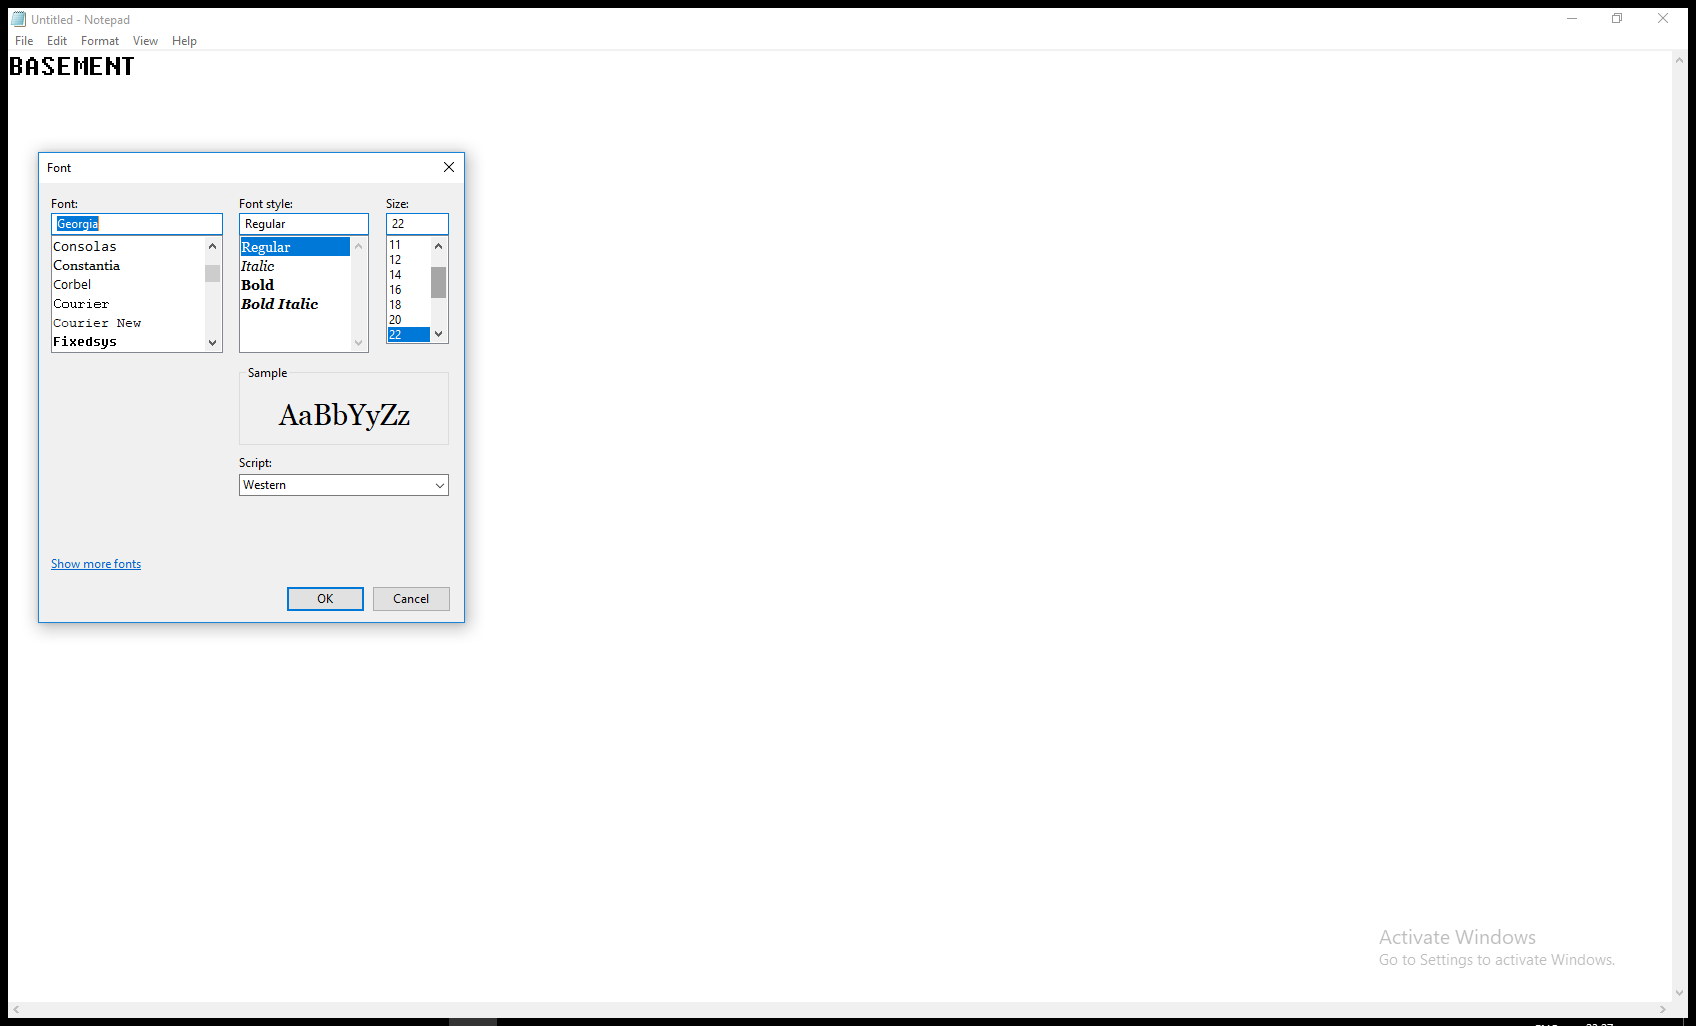 Untitled - Notepad
File Edit Format View Help
BASEMENT
Font
Font: Font style: Size:
Georgia Regular 22
Consolas
Constantia
Corbel
Courier
Courier New
Fixedsys
Regular
Italic
Bold
Bold Italic
11
12
14
16
18
20
22
Sample
AaBbYyZz
Script:
Western
Show more fonts
OK Cancel
Activate Windows
Go to Settings to activate Windows.